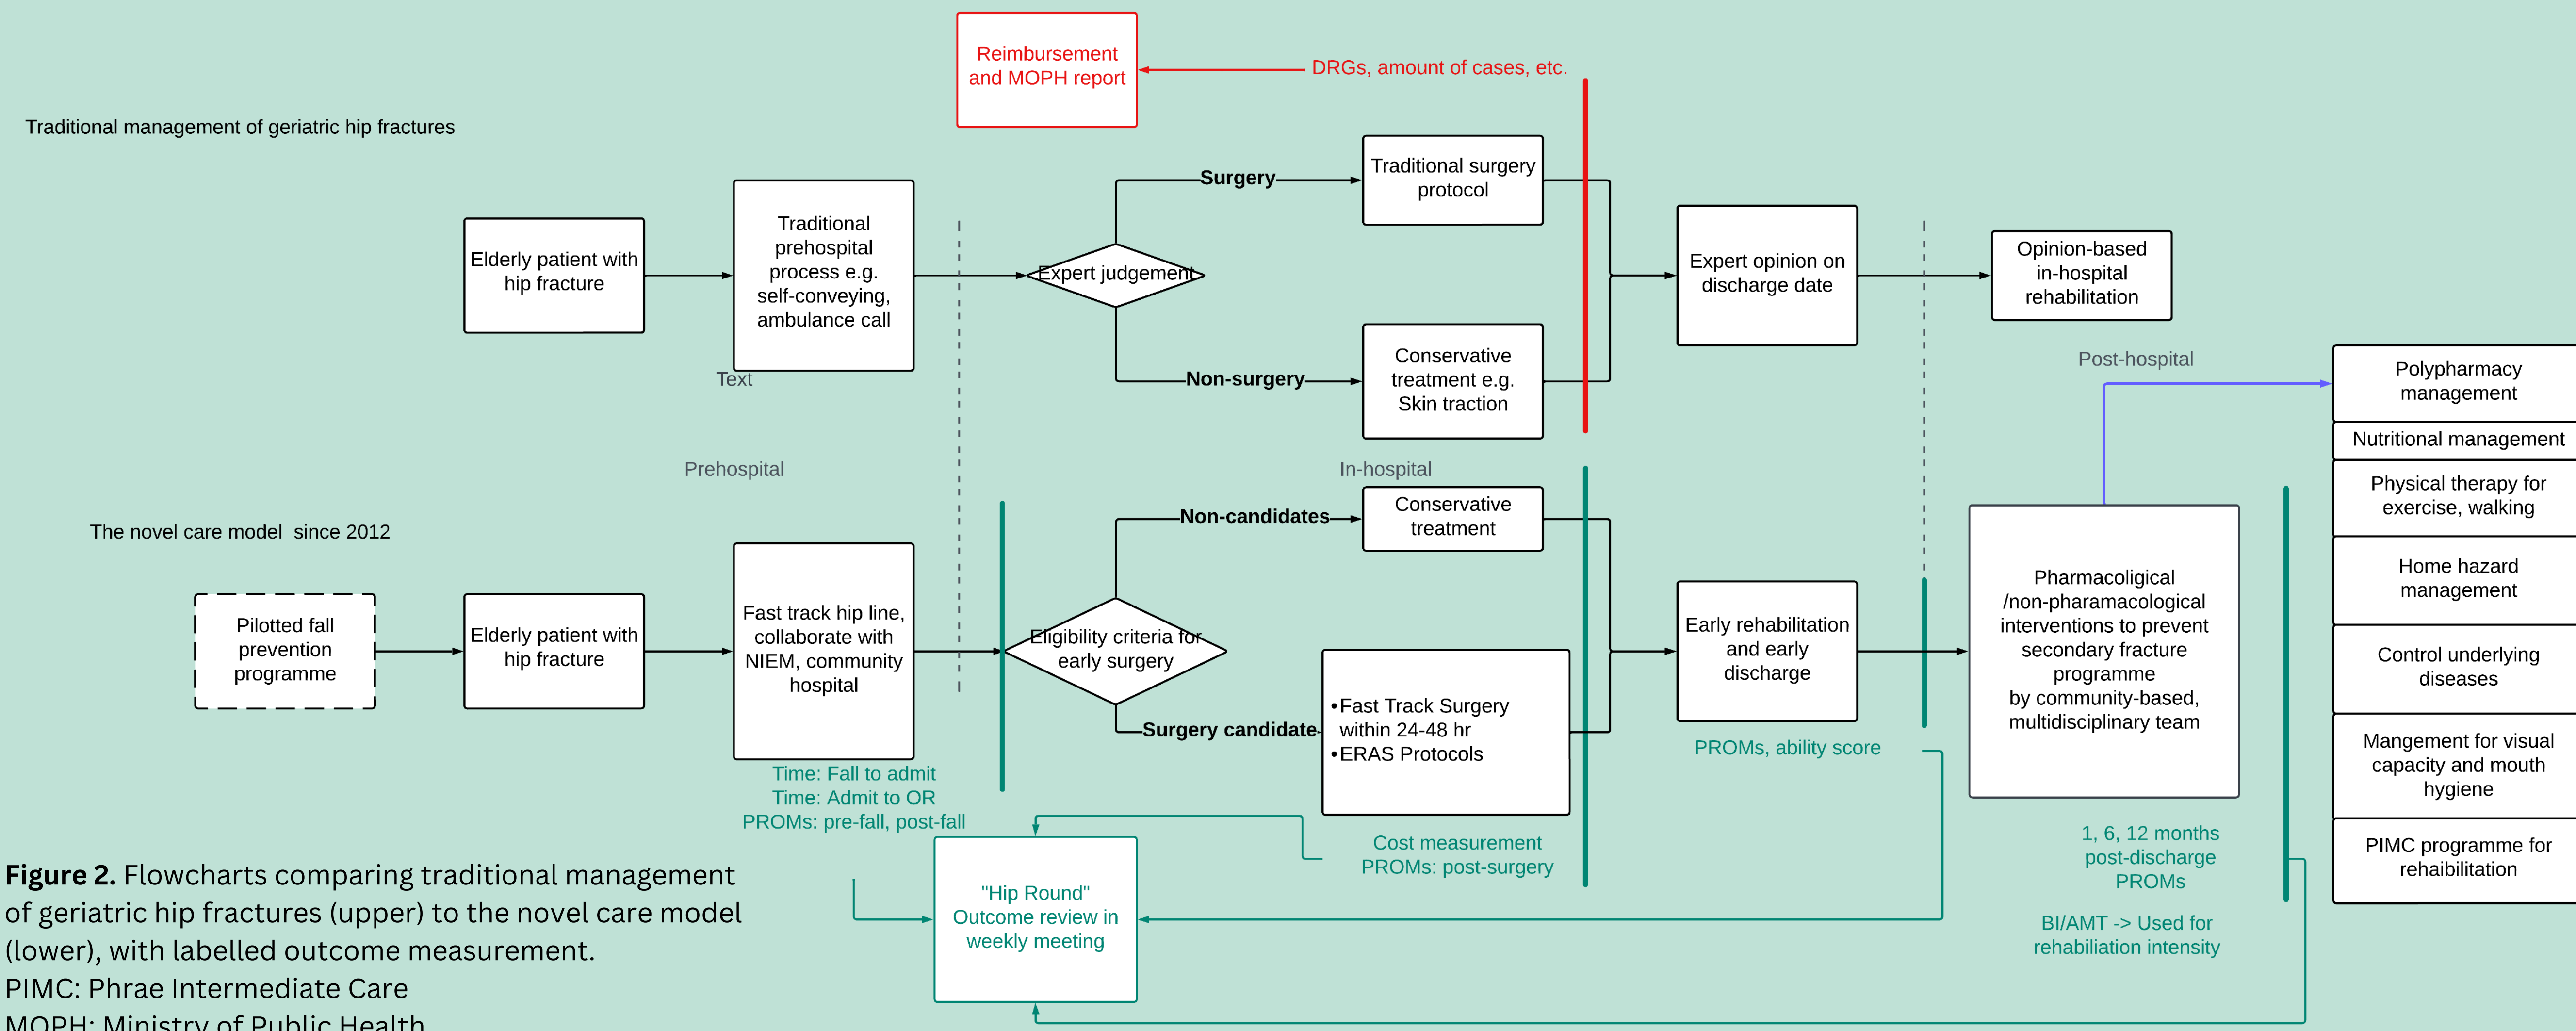 Reimbursement
and MOPH report
DRGs, amount of cases, etc.
Traditional management of geriatric hip fractures
Elderly patient with
hip fracture
Traditional
prehospital
process e.g.
self-conveying,
ambulance call
Text
Expert judgement
Surgery
Non-surgery
Traditional surgery
protocol
Conservative
treatment e.g.
Skin traction
Expert opinion on
discharge date
Opinion-based
in-hospital
rehabilitation
Prehospital
In-hospital
Post-hospital
The novel care model  since 2012
Pilotted fall
prevention
programme
Elderly patient with
hip fracture
Fast track hip line,
collaborate with
NIEM, community
hospital
Eligibility criteria for
early surgery
Non-candidates
Surgery candidate
Conservative
treatment
•Fast Track Surgery
within 24-48 hr
•ERAS Protocols
Early rehabilitation
and early
discharge
Pharmacoligical
/non-pharamacological
interventions to prevent
secondary fracture
programme
by community-based,
multidisciplinary team
Polypharmacy
management
Nutritional management
Physical therapy for
exercise, walking
Home hazard
management
Control underlying
diseases
Mangement for visual
capacity and mouth
hygiene
PIMC programme for
rehaibilitation
Time: Fall to admit
Time: Admit to OR
PROMs: pre-fall, post-fall
Cost measurement
PROMs: post-surgery
PROMs, ability score
1, 6, 12 months
post-discharge
PROMs
BI/AMT -> Used for
rehabiliation intensity
"Hip Round"
Outcome review in
weekly meeting
Figure 2. Flowcharts comparing traditional management
of geriatric hip fractures (upper) to the novel care model
(lower), with labelled outcome measurement.
PIMC: Phrae Intermediate Care
MOPH: Ministry of Public Health